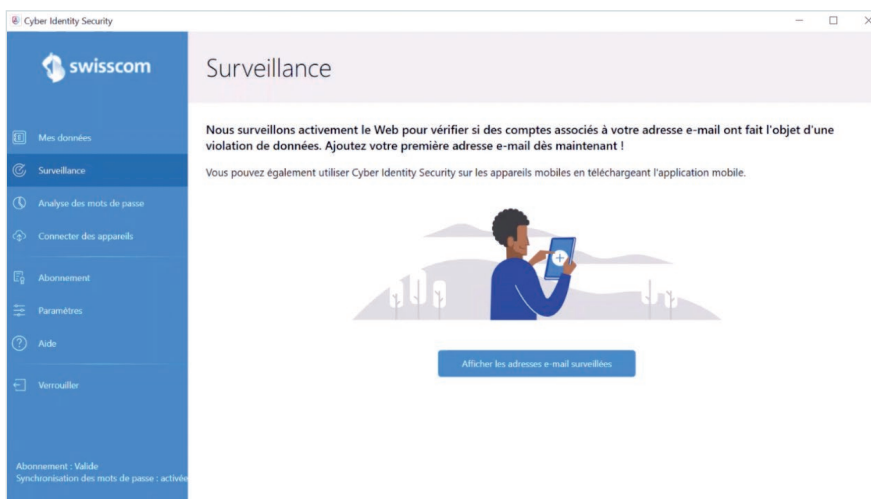 Cyber Identity Security
swisscom
Mes données
Surveillance
Analyse des mots de passe
Connecter des appareils
Abonnement
Paramètres
Aide
Verrouiller
Abonnement : Valide
Synchronisation des mots de passe : activée
Surveillance
Nous surveillons activement le Web pour vérifier si des comptes associés à votre adresse e-mail ont fait l'objet d'une
violation de données. Ajoutez votre première adresse e-mail dès maintenant !
Vous pouvez également utiliser Cyber Identity Security sur les appareils mobiles en téléchargeant l'application mobile.
Afficher les adresses e-mail surveillées